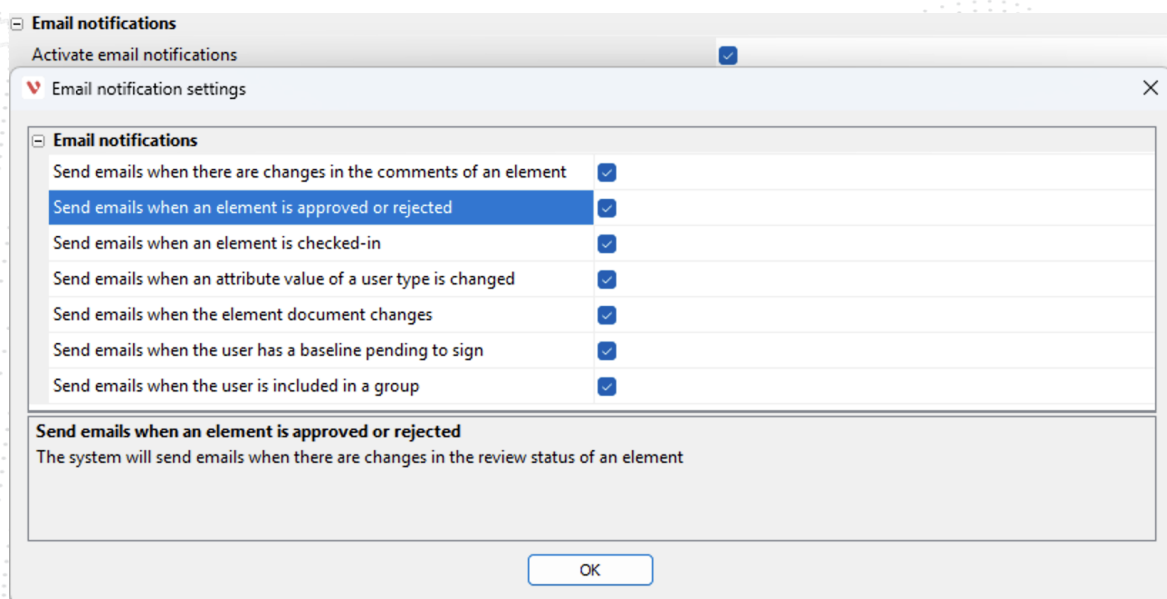 Email notifications
Activate email notifications
Email notification settings
Email notifications
Send emails when there are changes in the comments of an element
Send emails when an element is approved or rejected
Send emails when an element is checked-in
Send emails when an attribute value of a user type is changed
Send emails when the element document changes
Send emails when the user has a baseline pending to sign
Send emails when the user is included in a group
Send emails when an element is approved or rejected
The system will send emails when there are changes in the review status of an element
OK